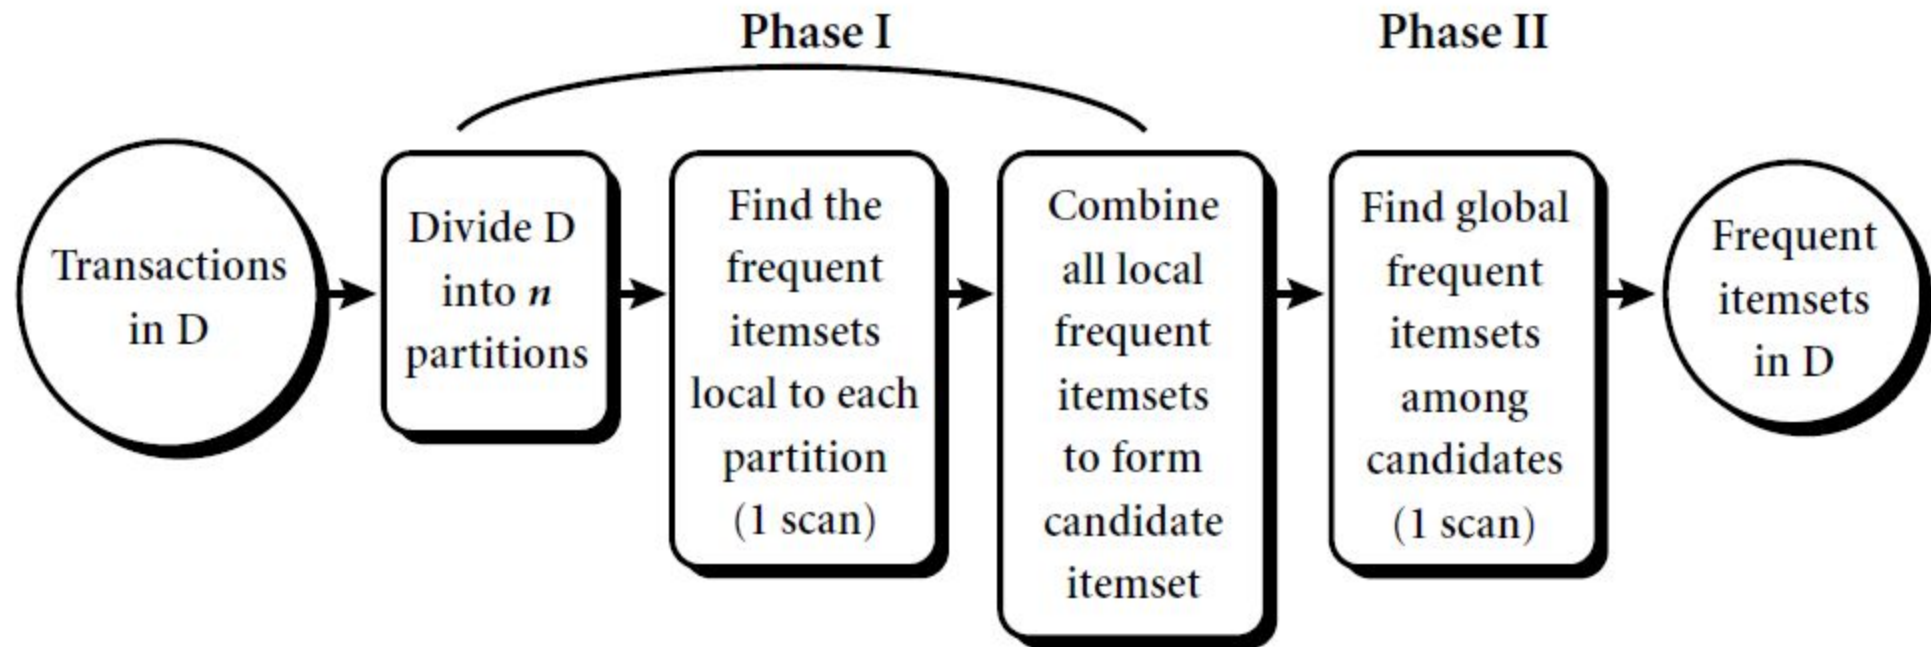 Phase I
Phase II
Transactions
in D
Divide D
into n
partitions
Find the
frequent
itemsets
local to each
partition
(1 scan)
Combine
all local
frequent
itemsets
to form
candidate
itemset
Find global
frequent
itemsets
among
candidates
(1 scan)
Frequent
itemsets
in D